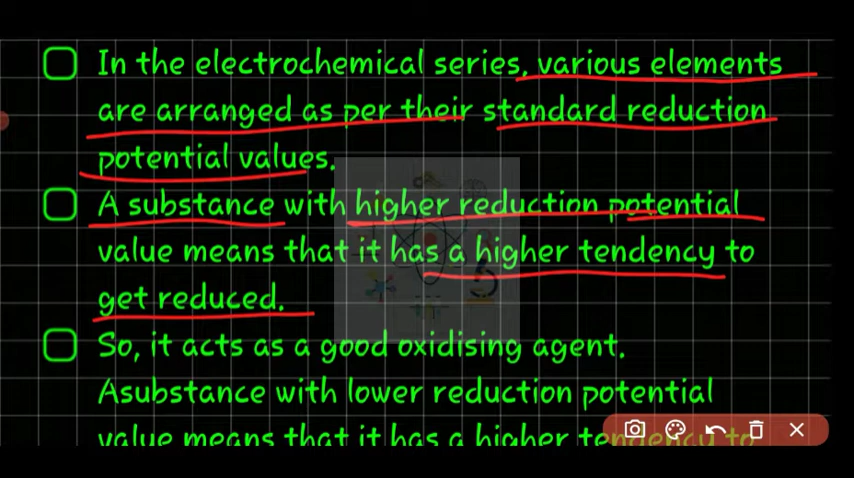 In the electrochemical series, various elements
are arranged as per their standard reduction
potential values.
A substance with higher reduction potential
value means that it has a higher tendency to
get reduced.
So, it acts as a good oxidising agent.
Asubstance with lower reduction potential
value means that it has a higher tendency to